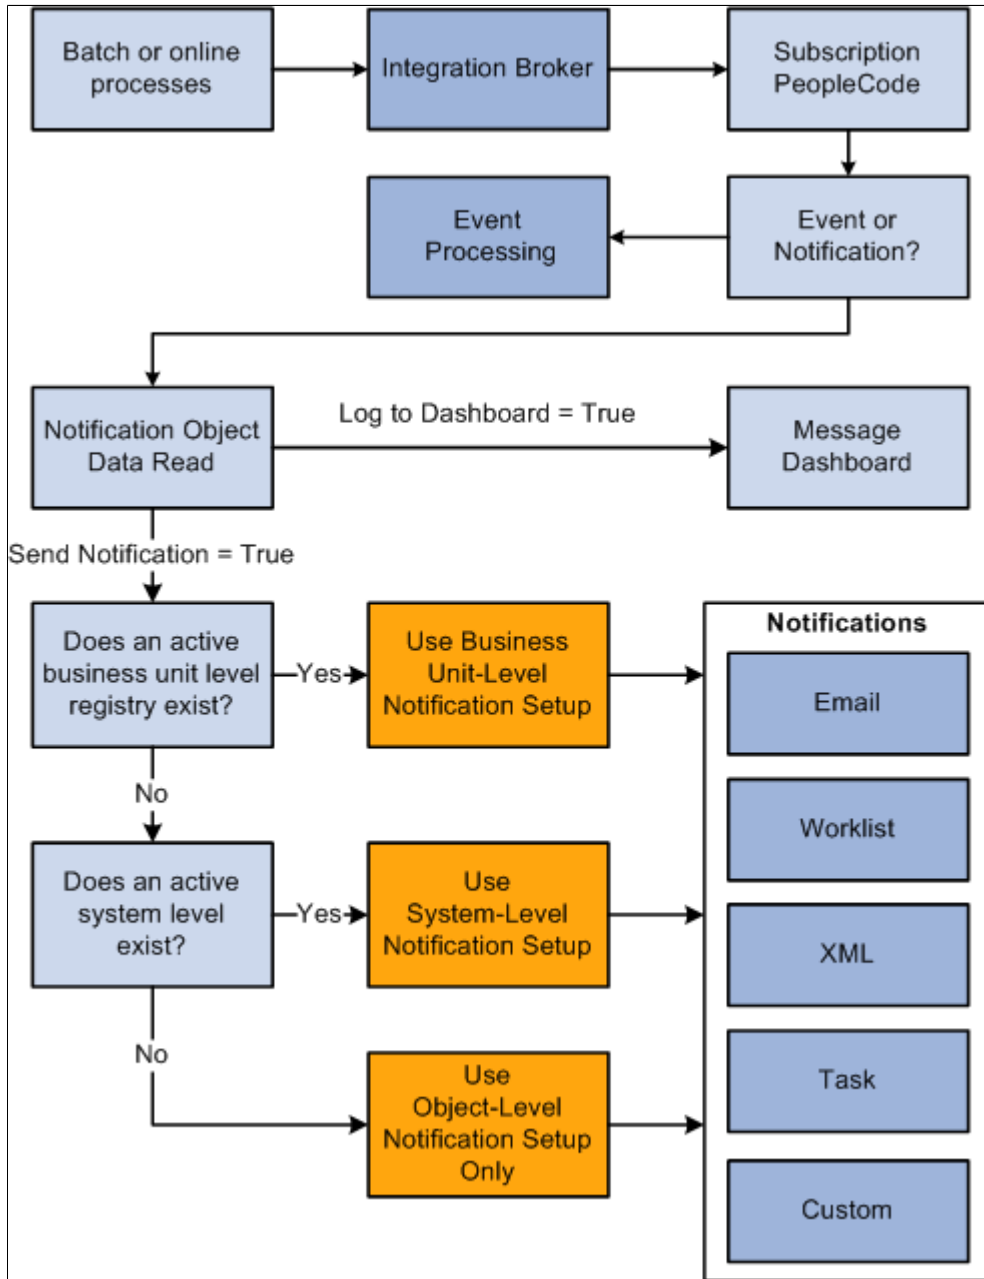 Batch or online
processes
Integration Broker
Subscription
PeopleCode
Event
Processing
Event or
Notification?
Notification Object
Data Read
Log to Dashboard = True
Message
Dashboard
Send Notification = True
Does an active
business unit level
registry exist?
Yes
Use Business
Unit-Level
Notification Setup
Notifications
Email
Worklist
No
Does an active
system level
exist?
Yes
Use
System-Level
Notification Setup
XML
No
Use
Object-Level
Notification Setup
Only
Task
Custom